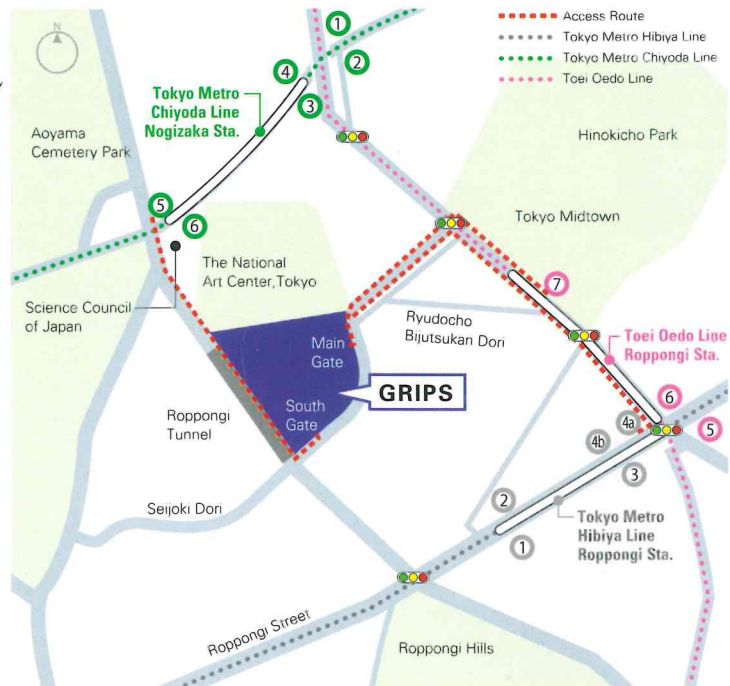 N
Access Route
Tokyo Metro Hibiya Line
Tokyo Metro Chiyoda Line
Toei Oedo Line
1
2
4
3
Tokyo Metro
Chiyoda Line
Nogizaka Sta.
Aoyama
Cemetery Park
Hinokicho Park
5
6
Tokyo Midtown
The National
Art Center,Tokyo
7
Science Council
of Japan
Ryudocho
Bijutsukan Dori
Main
Gate
Toei Oedo Line
Roppongi Sta.
GRIPS
South
Gate
Roppongi
Tunnel
6
5
4a
4b
3
2
1
Seijoki Dori
Tokyo Metro
Hibiya Line
Roppongi Sta.
Roppongi Street
Roppongi Hills